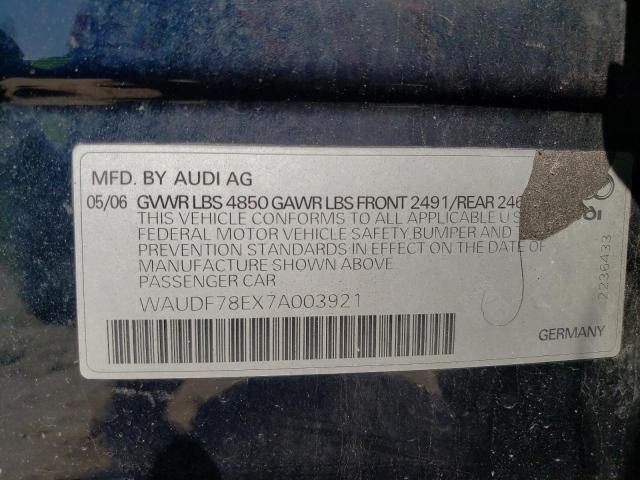 MFD. BY AUDI AG
05/06 GVWR LBS 4850 GAWR LBS FRONT 2491/REAR
THIS VEHICLE CONFORMS TO ALL APPLICABLE U
FEDERAL MOTOR VEHICLE SAFETY BUMPER AND
PREVENTION STANDARDS IN EFFECT ON THE DATE OF
MANUFACTURE SHOWN ABOVE
PASSENGER CAR
WAUDF78EX7A003921
2236433
GERMANY